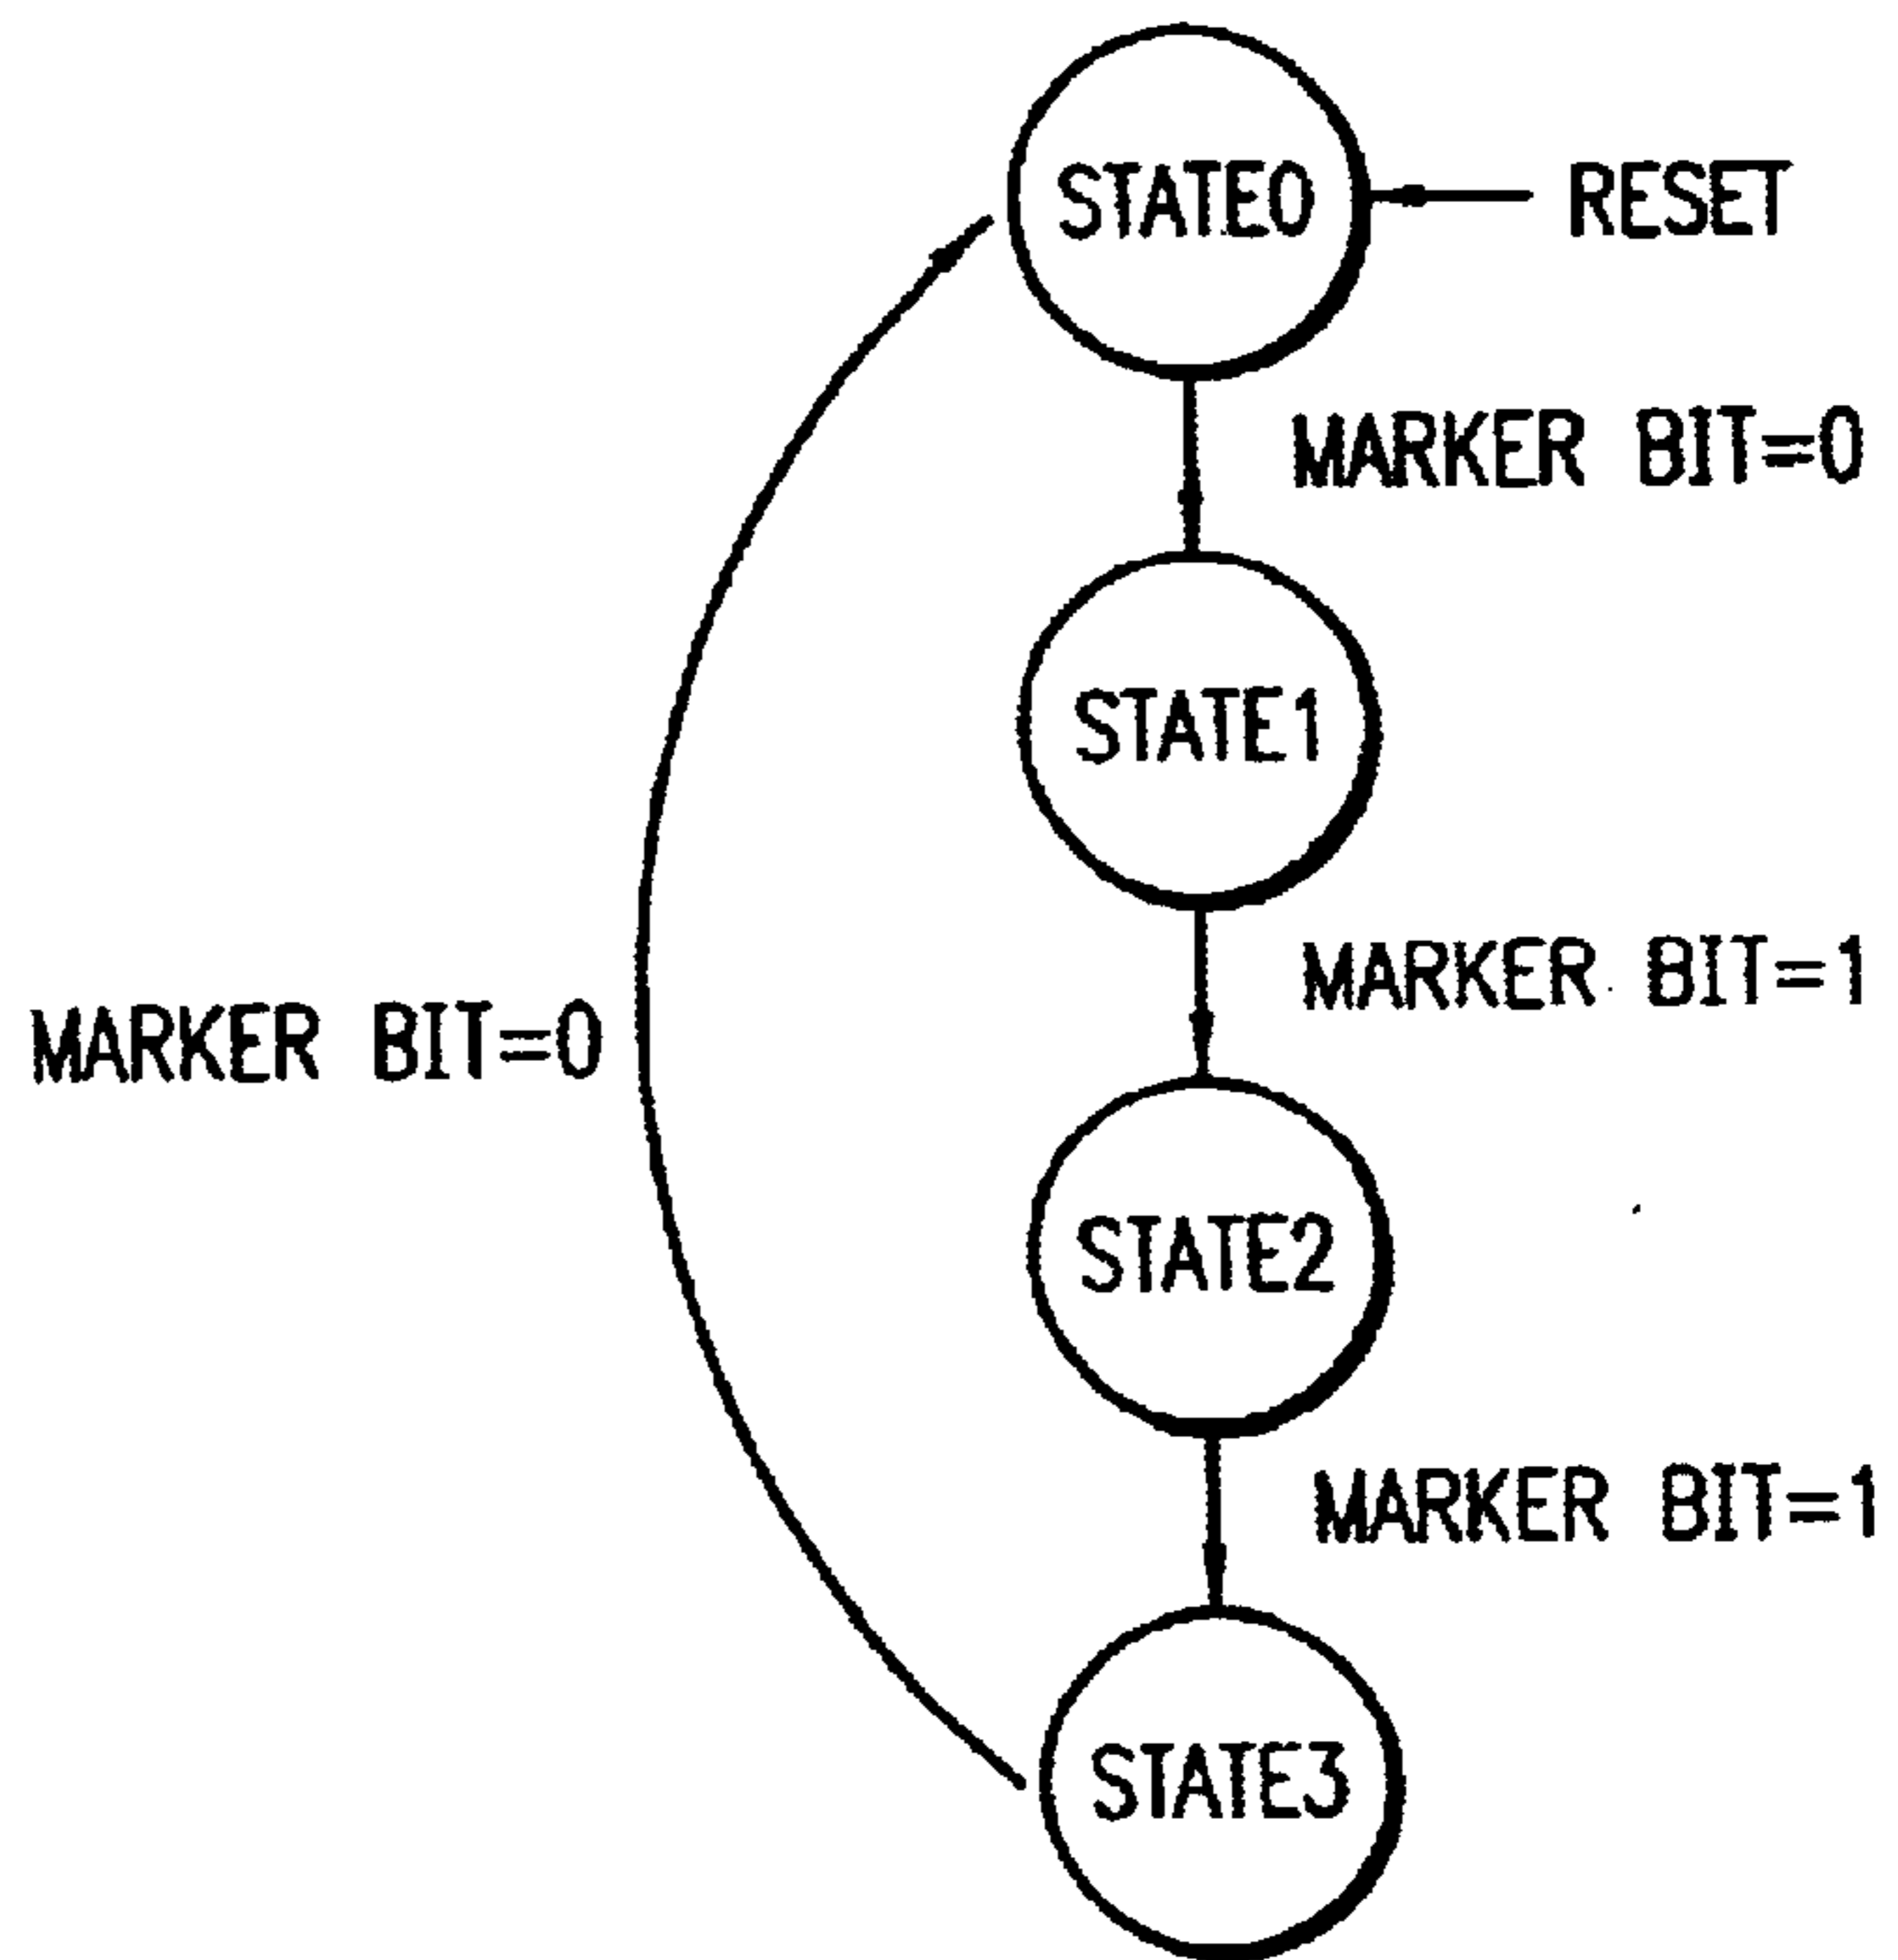 STATE0
RESET
MARKER BIT=0
STATE1
MARKER BIT=1
MARKER BIT=0
STATE2
MARKER BIT=1
STATE3